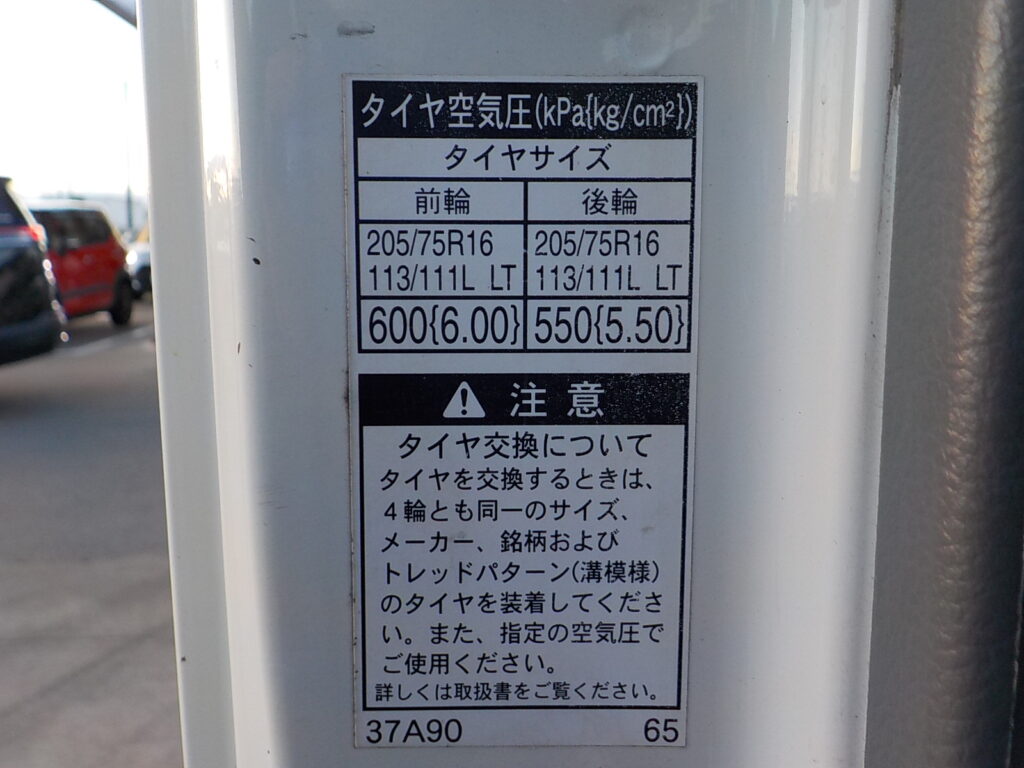 タイヤ空気圧(kPa{kg/cm²})
タイヤサイズ
前輪 後輪
205/75R16 205/75R16
113/111L LT 113/111L LT
600{6.00} 550{5.50}
注意
タイヤ交換について
タイヤを交換するときは、
4輪とも同一のサイズ、
メーカー、銘柄および
トレッドパターン(溝模様)
のタイヤを装着してくださ
い。また、指定の空気圧で
ご使用ください。
詳しくは取扱書をご覧ください。
37A90 65